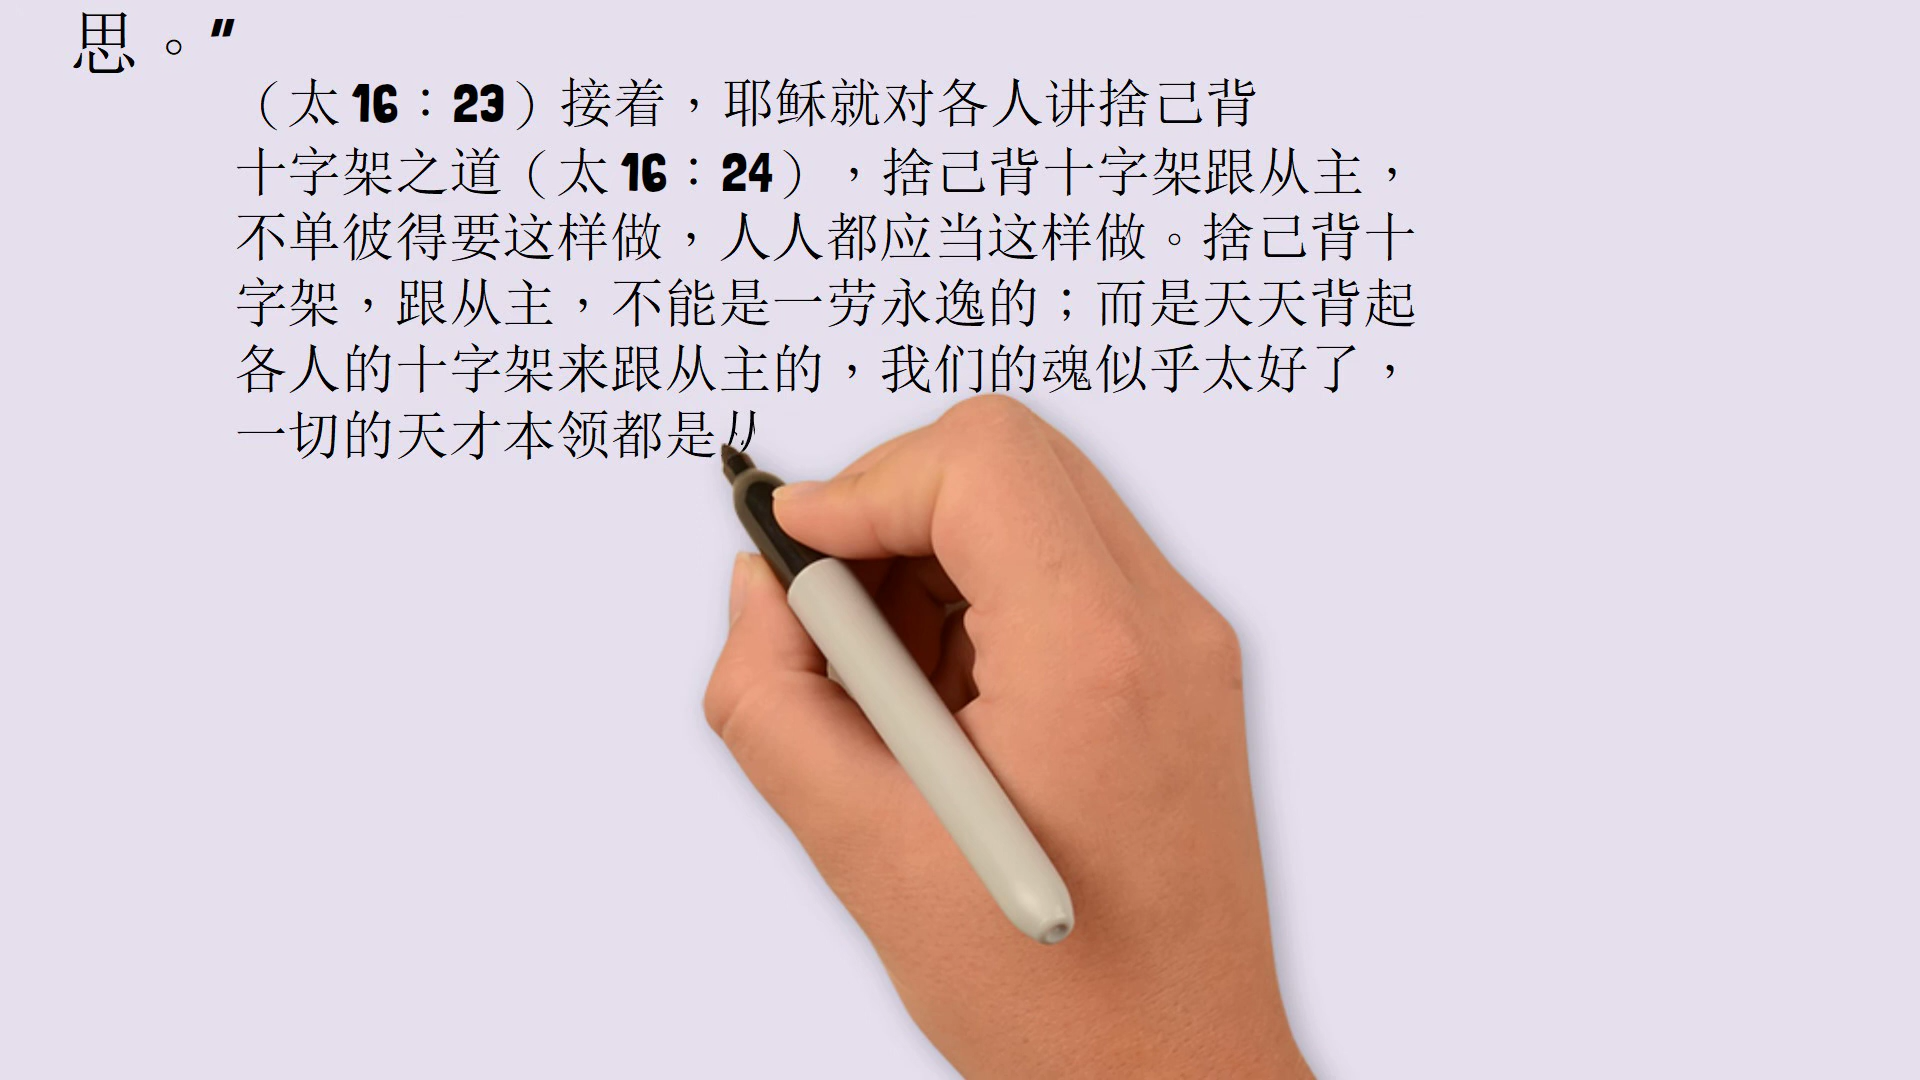 思。”
（太16：23）接着，耶稣就对各人讲捨己背
十字架之道（太16：24），捨己背十字架跟从主，
不单彼得要这样做，人人都应当这样做。捨己背十
字架，跟从主，不能是一劳永逸的；而是天天背起
各人的十字架来跟从主的，我们的魂似乎太好了，
一切的天才本领都是